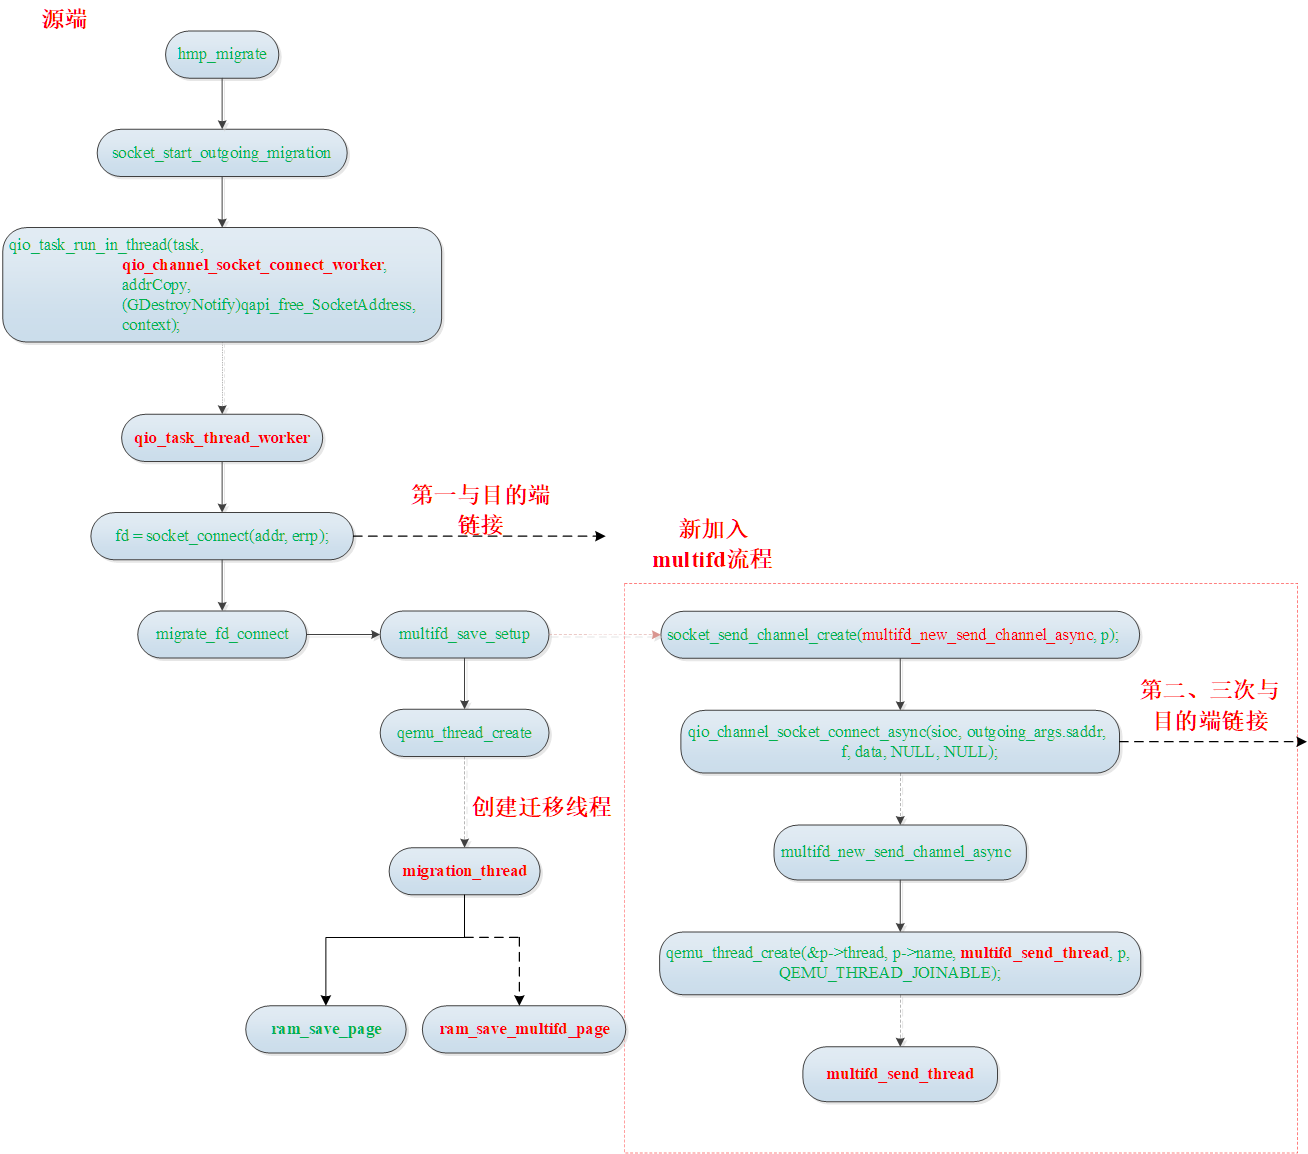 源端
hmp_migrate
socket_start_outgoing_migration
qio_task_run_in_thread(task,
qio_channel_socket_connect_worker,
addrCopy,
(GDestroyNotify)qapi_free_SocketAddress,
context);
qio_task_thread_worker
第一与目的端
链接
fd = socket_connect(addr, errp);
新加入
multifd流程
migrate_fd_connect
multifd_save_setup
socket_send_channel_create(multifd_new_send_channel_async, p);
第二、三次与
目的端链接
qio_channel_socket_connect_async(sioc, outgoing_args.saddr,
f, data, NULL, NULL);
qemu_thread_create
创建迁移线程
multifd_new_send_channel_async
migration_thread
qemu_thread_create(&p->thread, p->name, multifd_send_thread, p,
QEMU_THREAD_JOINABLE);
ram_save_page
ram_save_multifd_page
multifd_send_thread